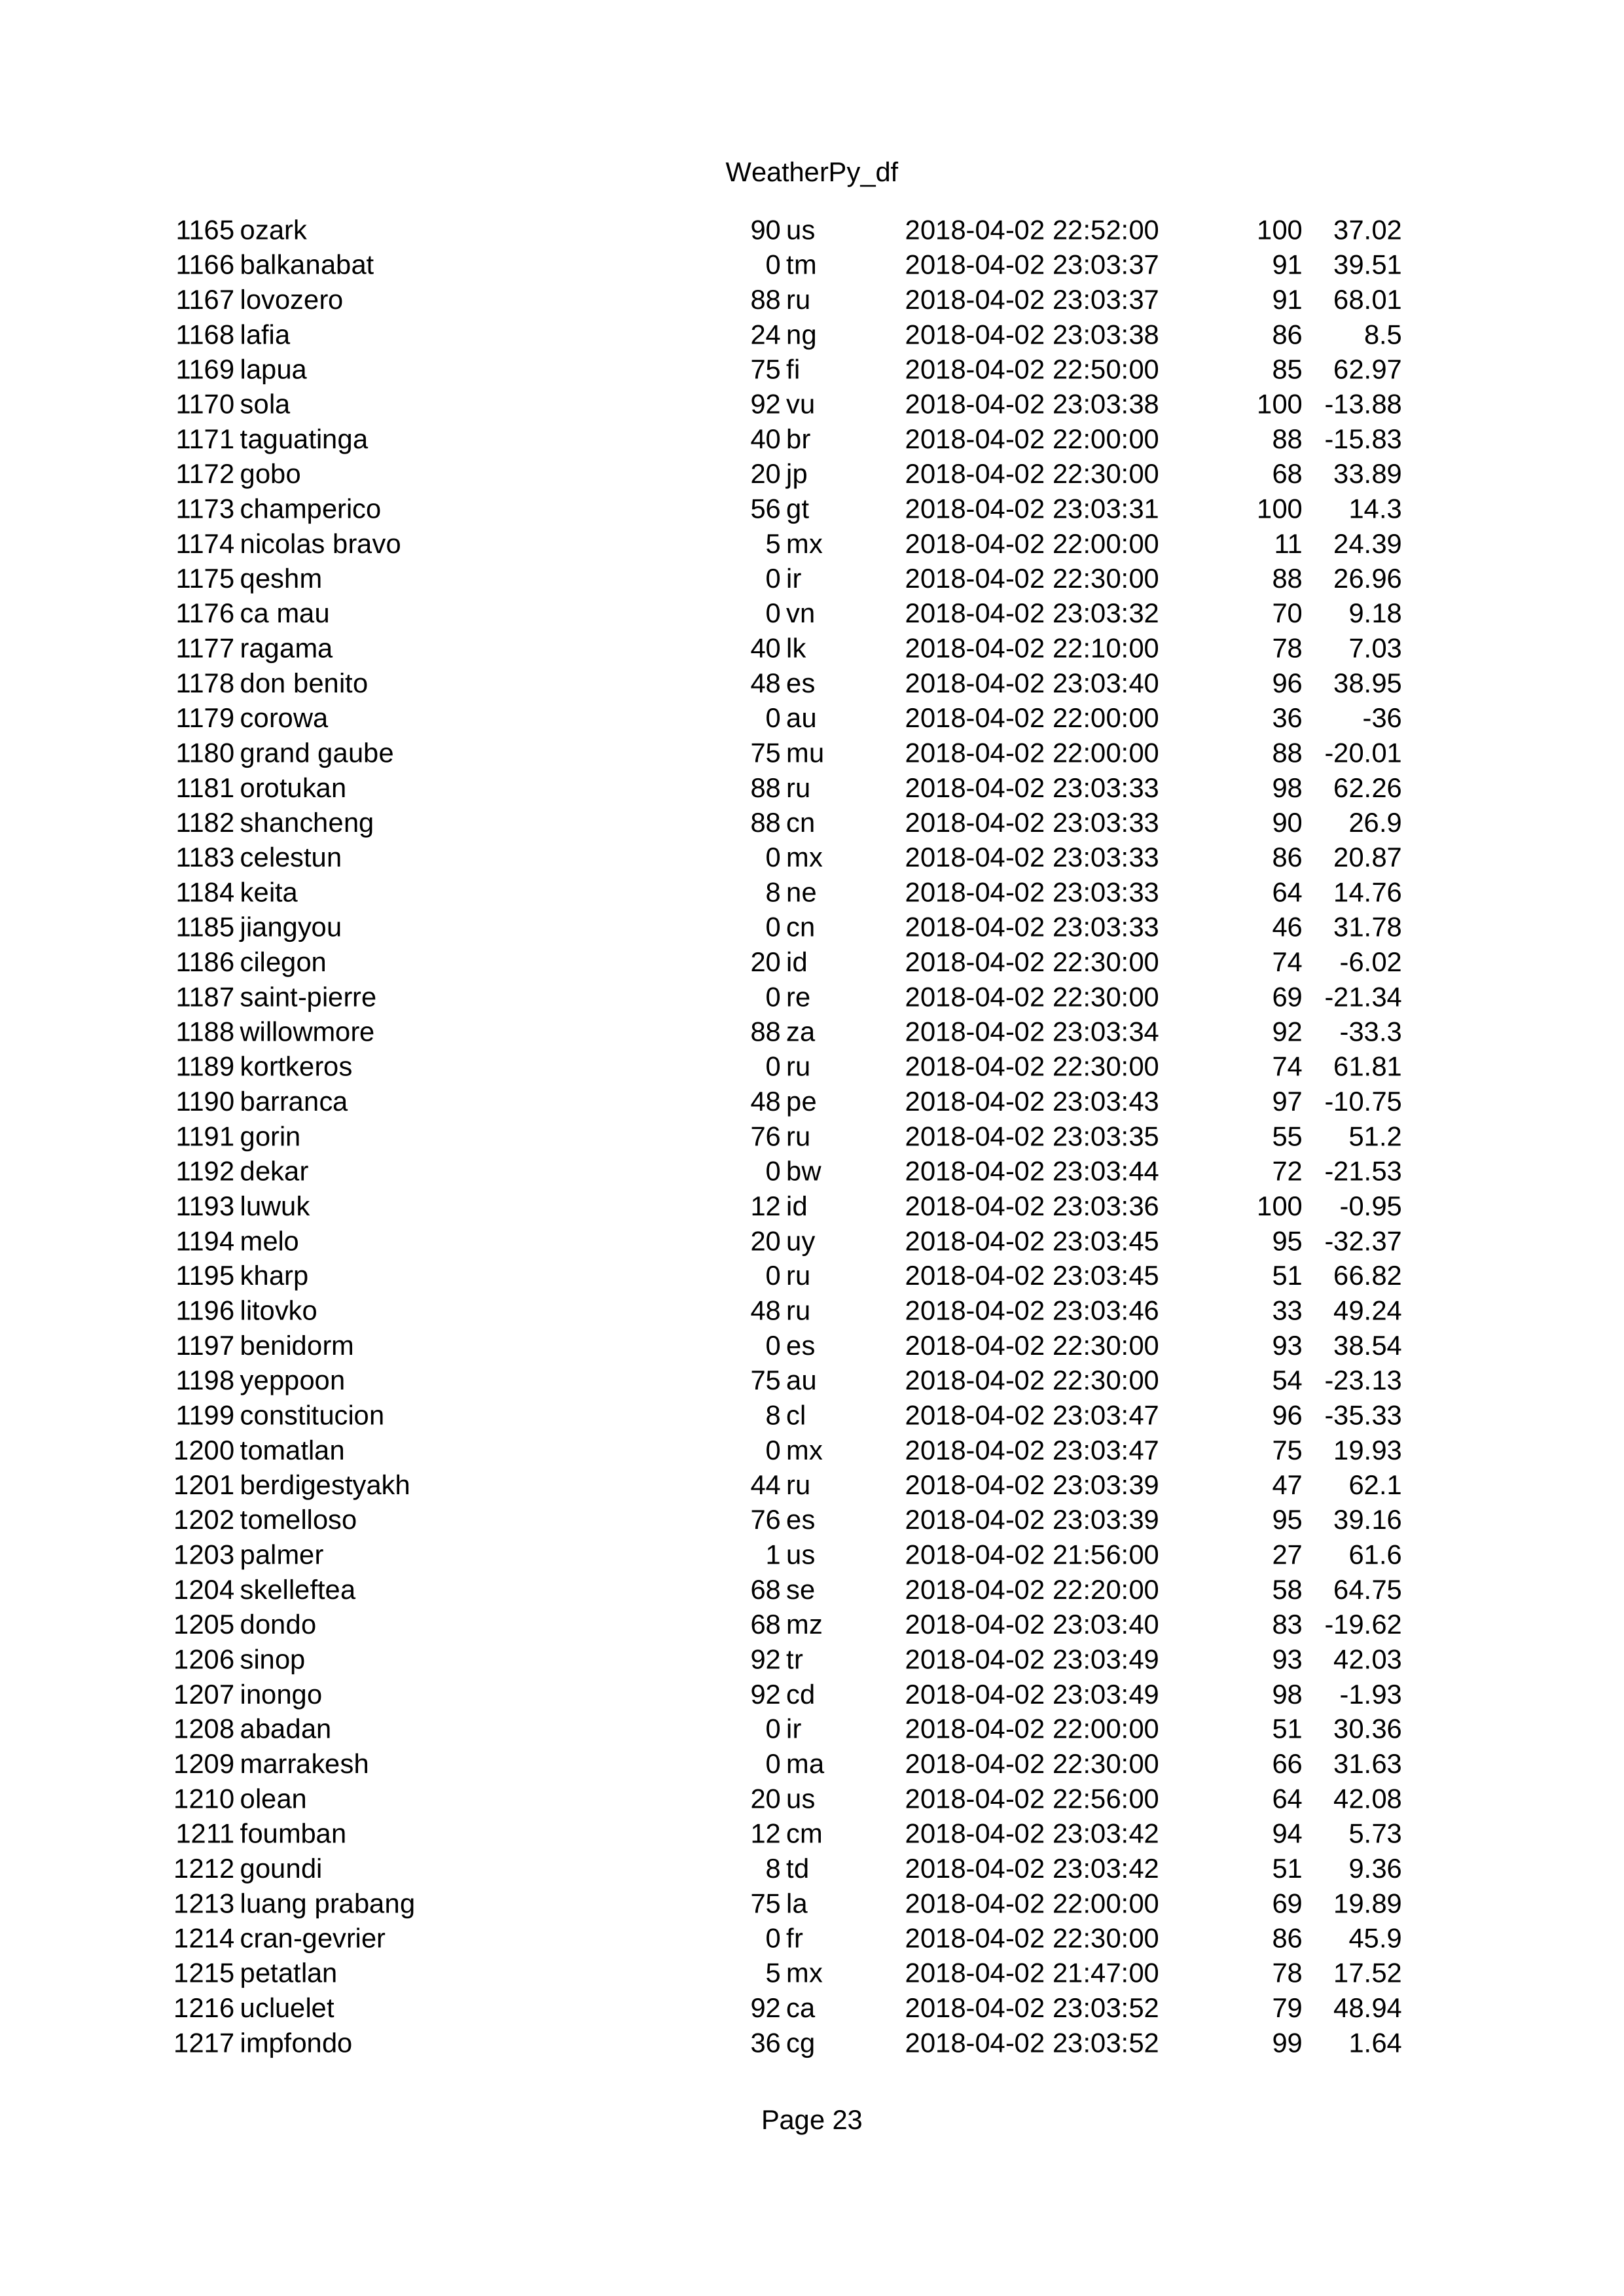 WeatherPy_df
1165 ozark 90 us 2018-04-02 22:52:00 100 37.02
1166 balkanabat 0 tm 2018-04-02 23:03:37 91 39.51
1167 lovozero 88 ru 2018-04-02 23:03:37 91 68.01
1168 lafia 24 ng 2018-04-02 23:03:38 86 8.5
1169 lapua 75 fi 2018-04-02 22:50:00 85 62.97
1170 sola 92 vu 2018-04-02 23:03:38 100 -13.88
1171 taguatinga 40 br 2018-04-02 22:00:00 88 -15.83
1172 gobo 20 jp 2018-04-02 22:30:00 68 33.89
1173 champerico 56 gt 2018-04-02 23:03:31 100 14.3
1174 nicolas bravo 5 mx 2018-04-02 22:00:00 11 24.39
1175 qeshm 0 ir 2018-04-02 22:30:00 88 26.96
1176 ca mau 0 vn 2018-04-02 23:03:32 70 9.18
1177 ragama 40 lk 2018-04-02 22:10:00 78 7.03
1178 don benito 48 es 2018-04-02 23:03:40 96 38.95
1179 corowa 0 au 2018-04-02 22:00:00 36 -36
1180 grand gaube 75 mu 2018-04-02 22:00:00 88 -20.01
1181 orotukan 88 ru 2018-04-02 23:03:33 98 62.26
1182 shancheng 88 cn 2018-04-02 23:03:33 90 26.9
1183 celestun 0 mx 2018-04-02 23:03:33 86 20.87
1184 keita 8 ne 2018-04-02 23:03:33 64 14.76
1185 jiangyou 0 cn 2018-04-02 23:03:33 46 31.78
1186 cilegon 20 id 2018-04-02 22:30:00 74 -6.02
1187 saint-pierre 0 re 2018-04-02 22:30:00 69 -21.34
1188 willowmore 88 za 2018-04-02 23:03:34 92 -33.3
1189 kortkeros 0 ru 2018-04-02 22:30:00 74 61.81
1190 barranca 48 pe 2018-04-02 23:03:43 97 -10.75
1191 gorin 76 ru 2018-04-02 23:03:35 55 51.2
1192 dekar 0 bw 2018-04-02 23:03:44 72 -21.53
1193 luwuk 12 id 2018-04-02 23:03:36 100 -0.95
1194 melo 20 uy 2018-04-02 23:03:45 95 -32.37
1195 kharp 0 ru 2018-04-02 23:03:45 51 66.82
1196 litovko 48 ru 2018-04-02 23:03:46 33 49.24
1197 benidorm 0 es 2018-04-02 22:30:00 93 38.54
1198 yeppoon 75 au 2018-04-02 22:30:00 54 -23.13
1199 constitucion 8 cl 2018-04-02 23:03:47 96 -35.33
1200 tomatlan 0 mx 2018-04-02 23:03:47 75 19.93
1201 berdigestyakh 44 ru 2018-04-02 23:03:39 47 62.1
1202 tomelloso 76 es 2018-04-02 23:03:39 95 39.16
1203 palmer 1 us 2018-04-02 21:56:00 27 61.6
1204 skelleftea 68 se 2018-04-02 22:20:00 58 64.75
1205 dondo 68 mz 2018-04-02 23:03:40 83 -19.62
1206 sinop 92 tr 2018-04-02 23:03:49 93 42.03
1207 inongo 92 cd 2018-04-02 23:03:49 98 -1.93
1208 abadan 0 ir 2018-04-02 22:00:00 51 30.36
1209 marrakesh 0 ma 2018-04-02 22:30:00 66 31.63
1210 olean 20 us 2018-04-02 22:56:00 64 42.08
1211 foumban 12 cm 2018-04-02 23:03:42 94 5.73
1212 goundi 8 td 2018-04-02 23:03:42 51 9.36
1213 luang prabang 75 la 2018-04-02 22:00:00 69 19.89
1214 cran-gevrier 0 fr 2018-04-02 22:30:00 86 45.9
1215 petatlan 5 mx 2018-04-02 21:47:00 78 17.52
1216 ucluelet 92 ca 2018-04-02 23:03:52 79 48.94
1217 impfondo 36 cg 2018-04-02 23:03:52 99 1.64
Page 23